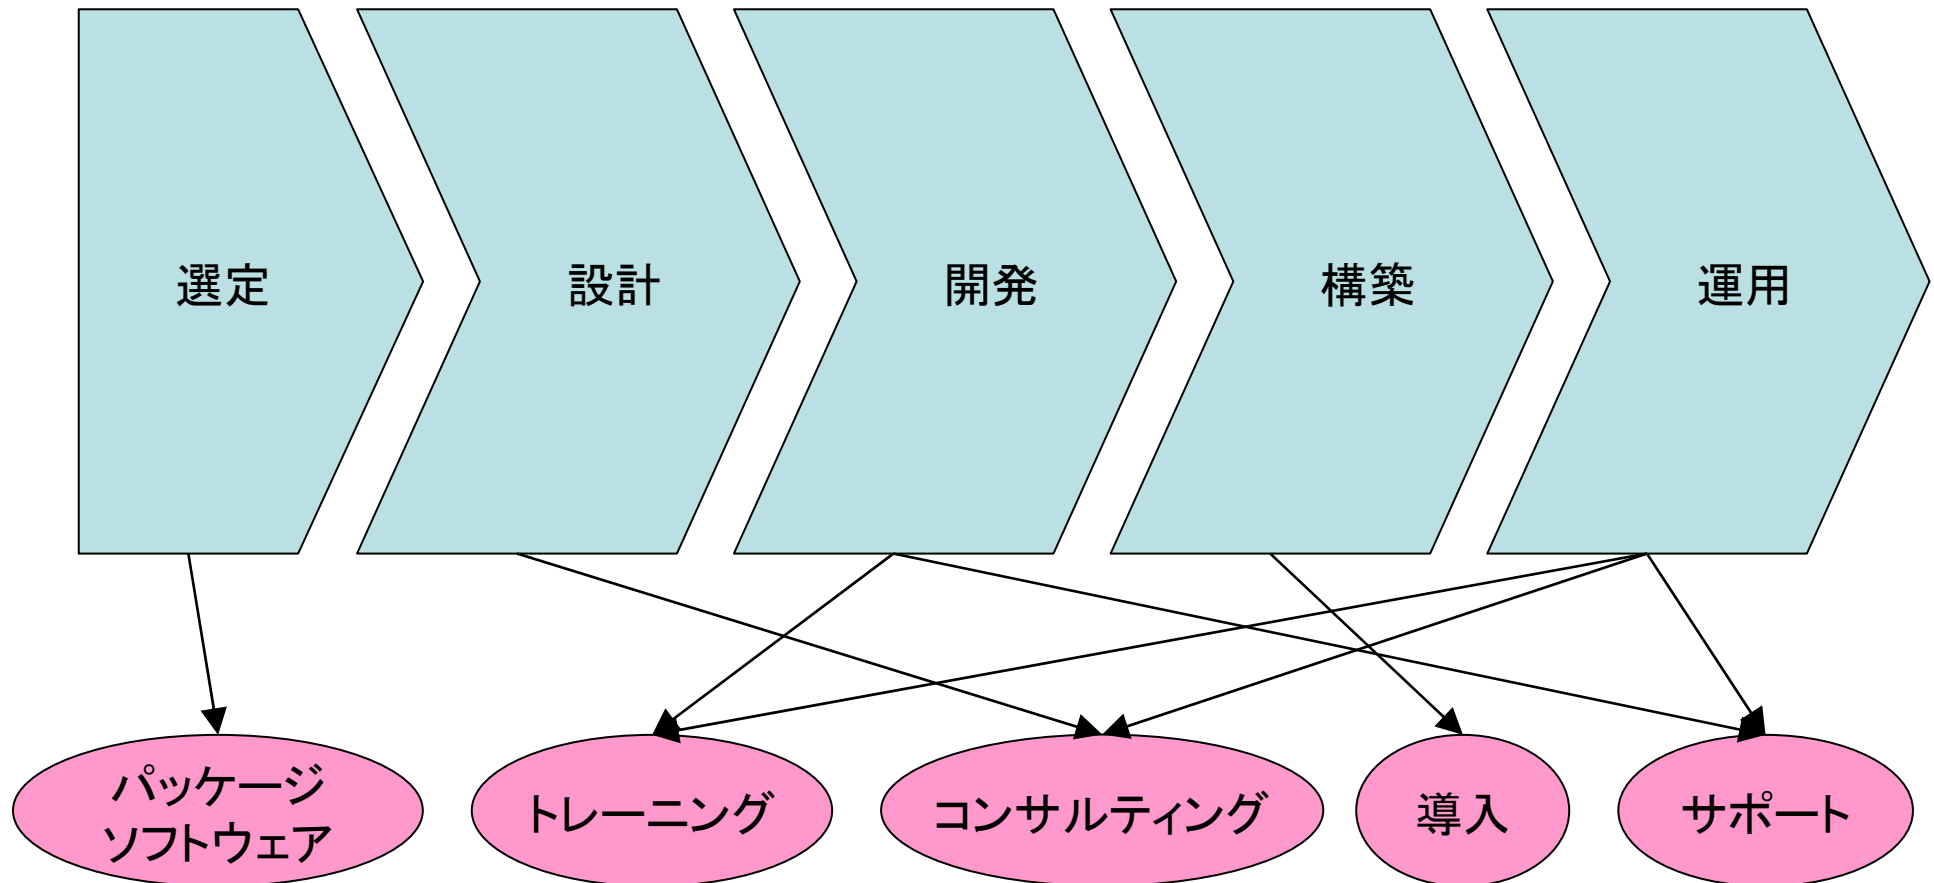 選定
設計
開発
構築
運用
パッケージ
ソフトウェア
トレーニング
コンサルティング
導入
サポート